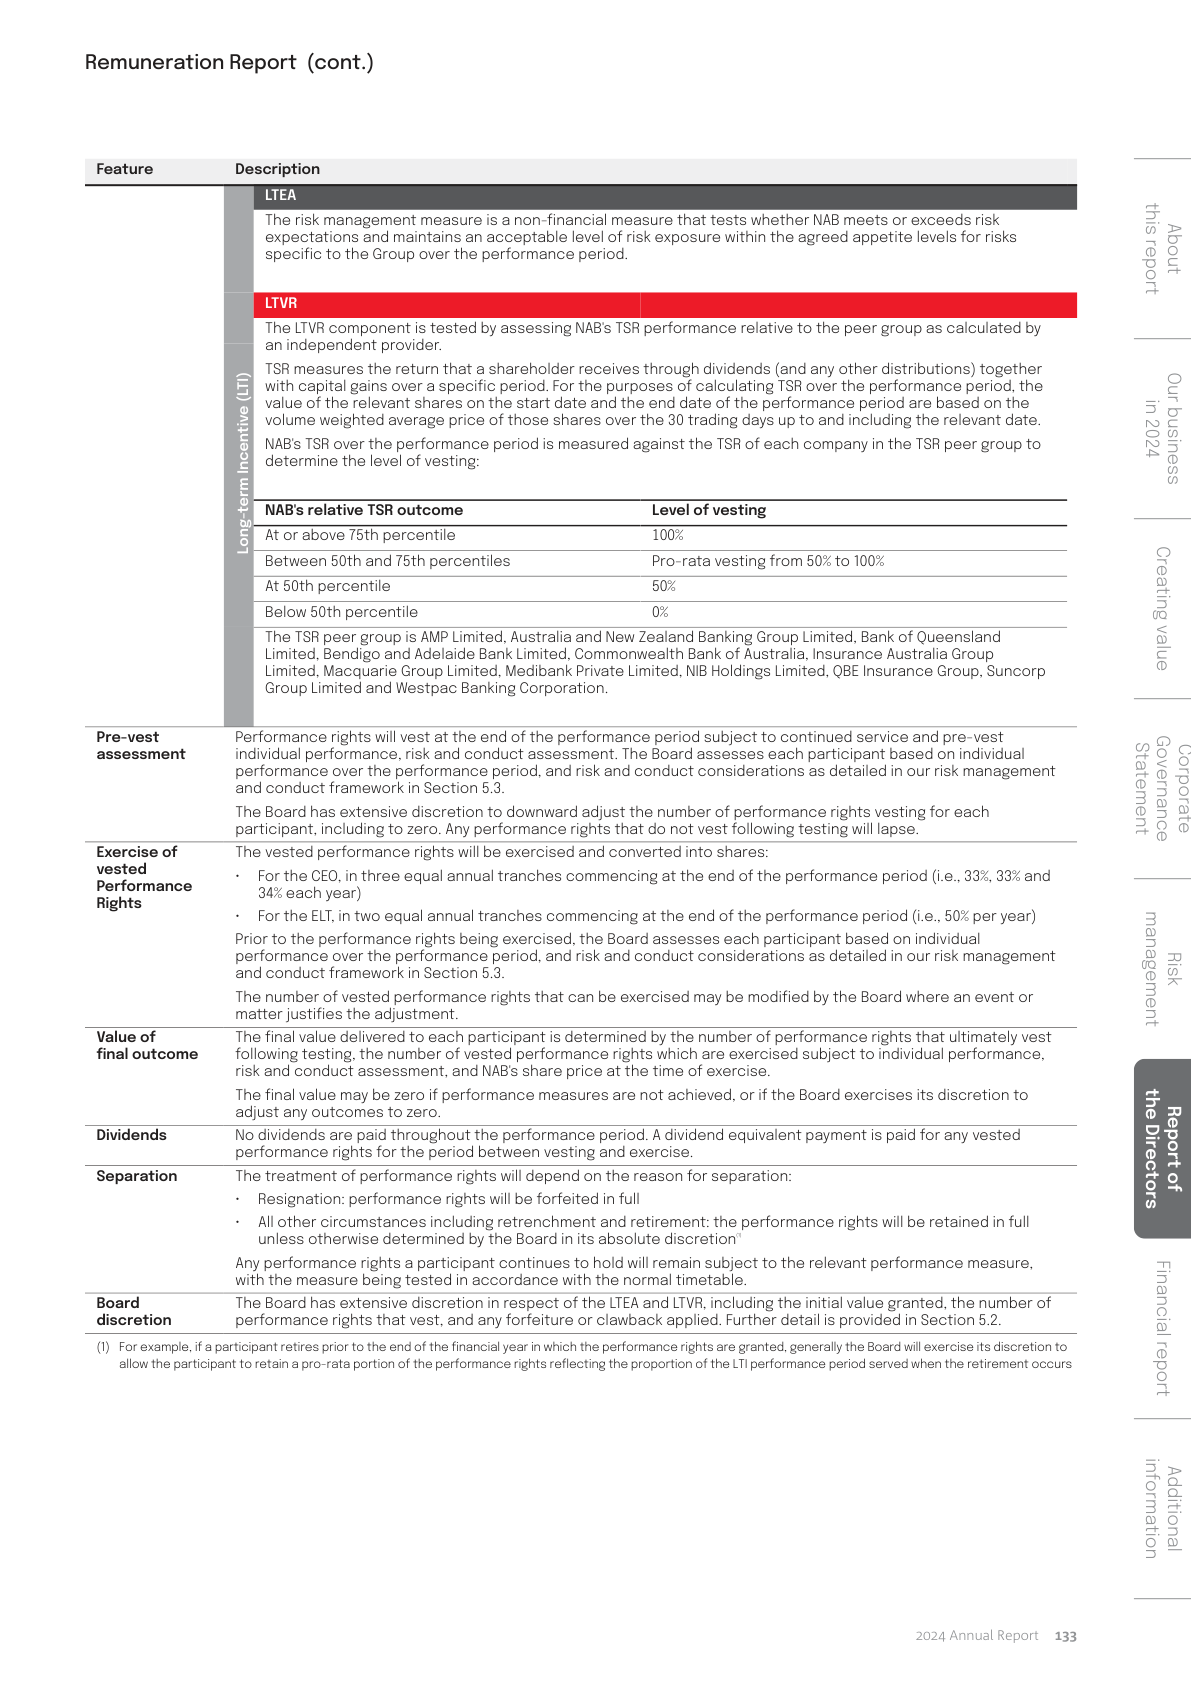 Remuneration Report (cont.)
Feature Description
LTEA
The risk management measure is a non-financial measure that tests whether NAB meets or exceeds risk
expectations and maintains an acceptable level of risk exposure within the agreed appetite levels for risks
specific to the Group over the performance period.
LTVR
Long-term Incentive (LTI)
The LTVR component is tested by assessing NAB's TSR performance relative to the peer group as calculated by
an independent provider.
TSR measures the return that a shareholder receives through dividends (and any other distributions) together
with capital gains over a specific period. For the purposes of calculating TSR over the performance period, the
value of the relevant shares on the start date and the end date of the performance period are based on the
volume weighted average price of those shares over the 30 trading days up to and including the relevant date.
NAB's TSR over the performance period is measured against the TSR of each company in the TSR peer group to
determine the level of vesting:
NAB's relative TSR outcome Level of vesting
At or above 75th percentile 100%
Between 50th and 75th percentiles Pro-rata vesting from 50% to 100%
At 50th percentile 50%
Below 50th percentile 0%
The TSR peer group is AMP Limited, Australia and New Zealand Banking Group Limited, Bank of Queensland
Limited, Bendigo and Adelaide Bank Limited, Commonwealth Bank of Australia, Insurance Australia Group
Limited, Macquarie Group Limited, Medibank Private Limited, NIB Holdings Limited, QBE Insurance Group, Suncorp
Group Limited and Westpac Banking Corporation.
Pre-vest
assessment
Performance rights will vest at the end of the performance period subject to continued service and pre-vest
individual performance, risk and conduct assessment. The Board assesses each participant based on individual
performance over the performance period, and risk and conduct considerations as detailed in our risk management
and conduct framework in Section 5.3.
The Board has extensive discretion to downward adjust the number of performance rights vesting for each
participant, including to zero. Any performance rights that do not vest following testing will lapse.
Exercise of
vested
Performance
Rights
The vested performance rights will be exercised and converted into shares:
• For the CEO, in three equal annual tranches commencing at the end of the performance period (i.e., 33%, 33% and
34% each year)
• For the ELT, in two equal annual tranches commencing at the end of the performance period (i.e., 50% per year)
Prior to the performance rights being exercised, the Board assesses each participant based on individual
performance over the performance period, and risk and conduct considerations as detailed in our risk management
and conduct framework in Section 5.3.
The number of vested performance rights that can be exercised may be modified by the Board where an event or
matter justifies the adjustment.
Value of
final outcome
The final value delivered to each participant is determined by the number of performance rights that ultimately vest
following testing, the number of vested performance rights which are exercised subject to individual performance,
risk and conduct assessment, and NAB's share price at the time of exercise.
The final value may be zero if performance measures are not achieved, or if the Board exercises its discretion to
adjust any outcomes to zero.
Dividends
No dividends are paid throughout the performance period. A dividend equivalent payment is paid for any vested
performance rights for the period between vesting and exercise.
Separation
The treatment of performance rights will depend on the reason for separation:
• Resignation: performance rights will be forfeited in full
• All other circumstances including retrenchment and retirement: the performance rights will be retained in full
unless otherwise determined by the Board in its absolute discretion(1)
Any performance rights a participant continues to hold will remain subject to the relevant performance measure,
with the measure being tested in accordance with the normal timetable.
Board
discretion
The Board has extensive discretion in respect of the LTEA and LTVR, including the initial value granted, the number of
performance rights that vest, and any forfeiture or clawback applied. Further detail is provided in Section 5.2.
(1) For example, if a participant retires prior to the end of the financial year in which the performance rights are granted, generally the Board will exercise its discretion to
allow the participant to retain a pro-rata portion of the performance rights reflecting the proportion of the LTI performance period served when the retirement occurs
About
this report
Our business
in 2024
Creating value
Corporate
Governance
Statement
Risk
management
Report of
the Directors
Financial report
Additional
information
2024 Annual Report 133